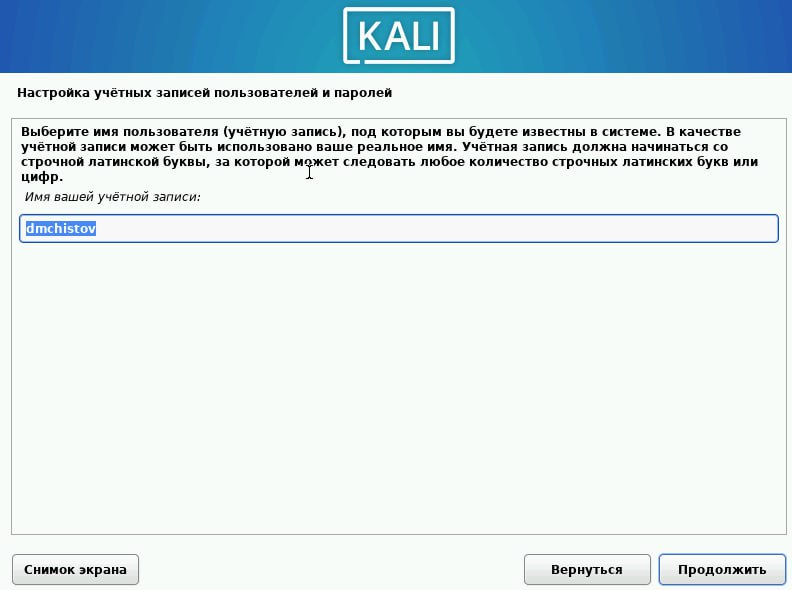 KALI
Настройка учётных записей пользователей и паролей
Выберите имя пользователя (учётную запись), под которым вы будете известны в системе. В качестве
учётной записи может быть использовано ваше реальное имя. Учётная запись должна начинаться со
строчной латинской буквы, за которой может следовать любое количество строчных латинских букв или
цифр.
Имя вашей учётной записи:
dmchistov
Снимок экрана
Вернуться
Продолжить